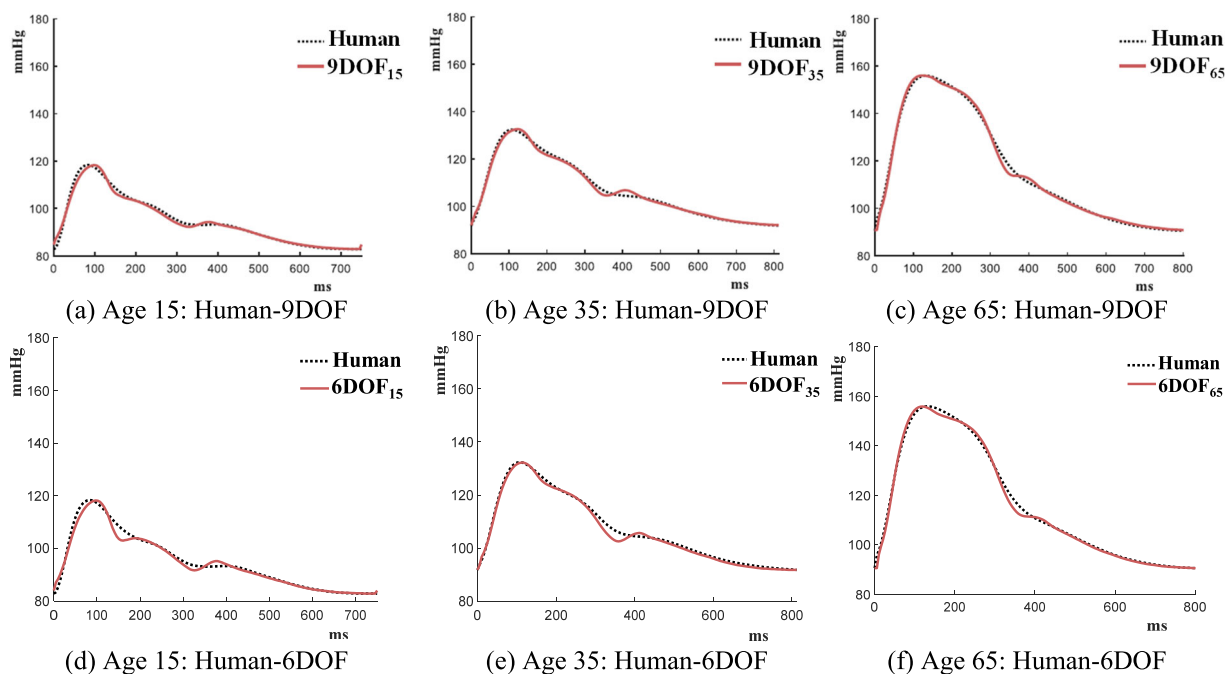 mmHg
180
160
140
120
100
80
0 100 200 300 400 500 600 700
ms
Human
9DOF15
(a) Age 15: Human-9DOF
mmHg
180
160
140
120
100
80
0 100 200 300 400 500 600 700 800
ms
Human
9DOF35
(b) Age 35: Human-9DOF
mmHg
180
160
140
120
100
80
0 100 200 300 400 500 600 700 800
ms
Human
9DOF65
(c) Age 65: Human-9DOF
mmHg
180
160
140
120
100
80
0 100 200 300 400 500 600 700
ms
Human
6DOF15
(d) Age 15: Human-6DOF
mmHg
180
160
140
120
100
80
0 100 200 300 400 500 600 700 800
ms
Human
6DOF35
(e) Age 35: Human-6DOF
mmHg
180
160
140
120
100
80
0 200 400 600 800
ms
Human
6DOF65
(f) Age 65: Human-6DOF